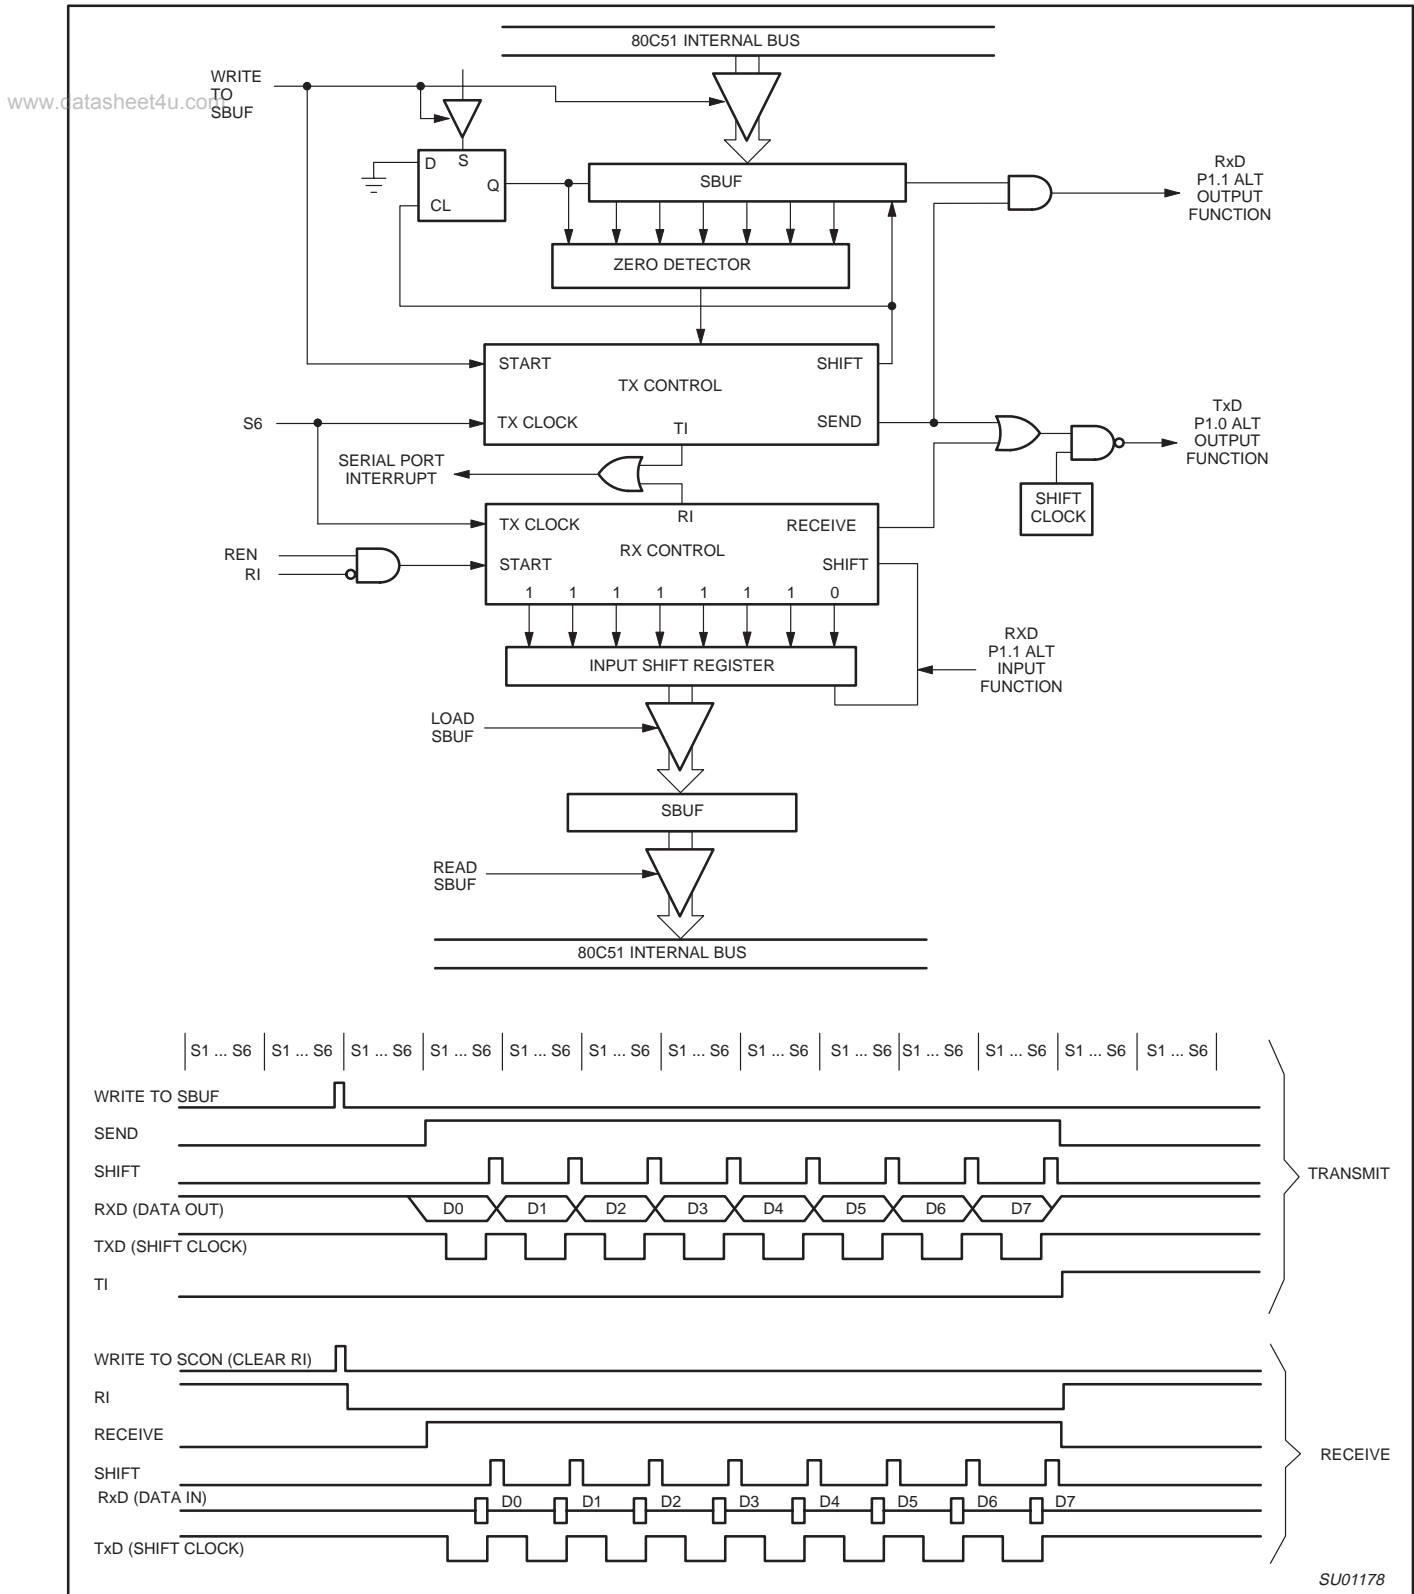 80C51 INTERNAL BUS
WRITE
TO
SBUF
www.datasheet4u.com
D S
Q
CL
SBUF
RxD
P1.1 ALT
OUTPUT
FUNCTION
ZERO DETECTOR
START SHIFT
TX CONTROL
S6 TX CLOCK TI SEND
TxD
P1.0 ALT
OUTPUT
FUNCTION
SERIAL PORT
INTERRUPT
SHIFT
CLOCK
TX CLOCK RI RECEIVE
RX CONTROL
REN
RI
START SHIFT
1 1 1 1 1 1 1 0
RXD
P1.1 ALT
INPUT
FUNCTION
INPUT SHIFT REGISTER
LOAD
SBUF
SBUF
READ
SBUF
80C51 INTERNAL BUS
S1 ... S6 S1 ... S6 S1 ... S6 S1 ... S6 S1 ... S6 S1 ... S6 S1 ... S6 S1 ... S6 S1 ... S6 S1 ... S6 S1 ... S6 S1 ... S6 S1 ... S6
WRITE TO SBUF
SEND
SHIFT
TRANSMIT
RXD (DATA OUT) D0 D1 D2 D3 D4 D5 D6 D7
TXD (SHIFT CLOCK)
TI
WRITE TO SCON (CLEAR RI)
RI
RECEIVE
RECEIVE
SHIFT
RxD (DATA IN) D0 D1 D2 D3 D4 D5 D6 D7
TxD (SHIFT CLOCK)
SU01178